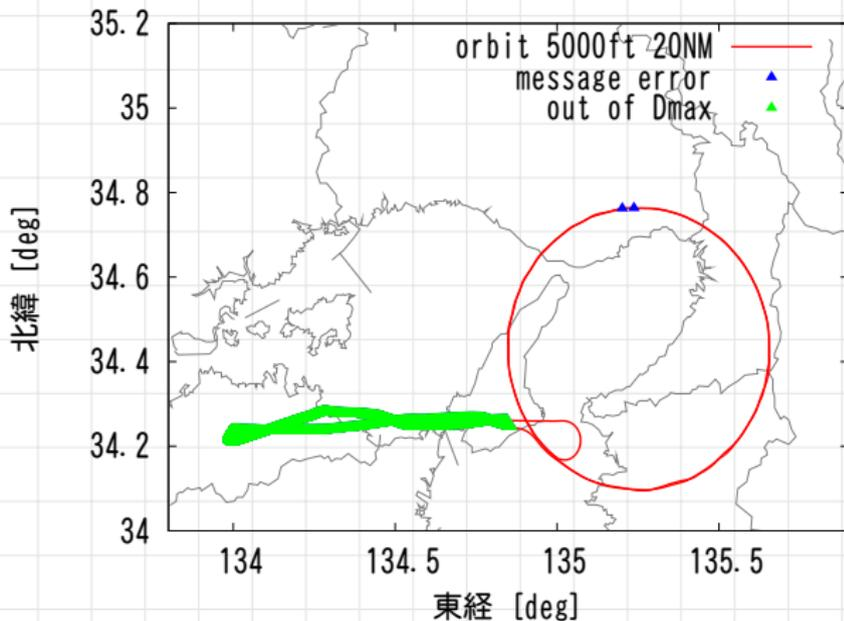 35.2
35
34.8
34.6
34.4
34.2
34
北緯 [deg]
orbit 5000ft 20NM
message error
out of Dmax
134
134.5
135
135.5
東経 [deg]